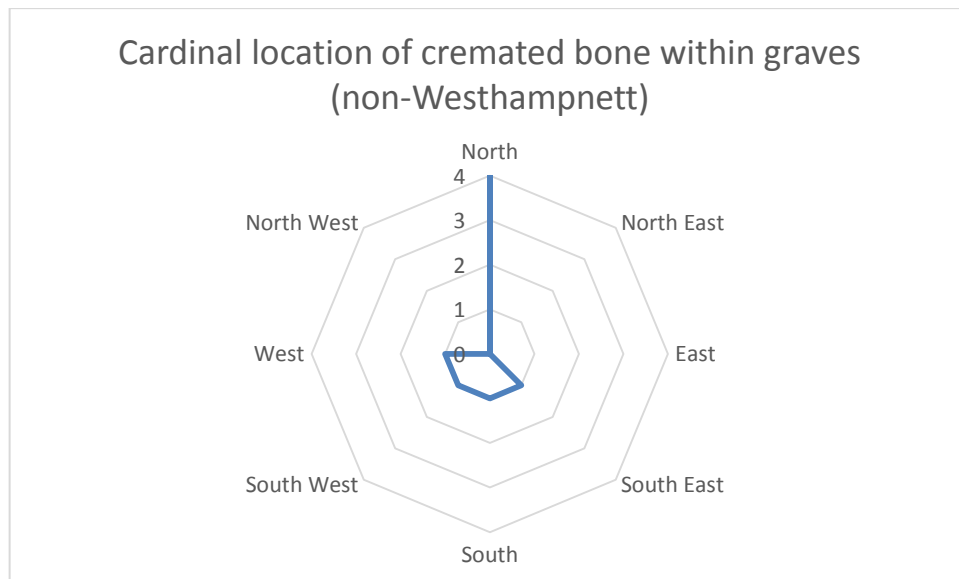 Cardinal location of cremated bone within graves
(non-Westhampnett)
North
4
North West
North East
3
2
1
West
0
East
South West
South East
South